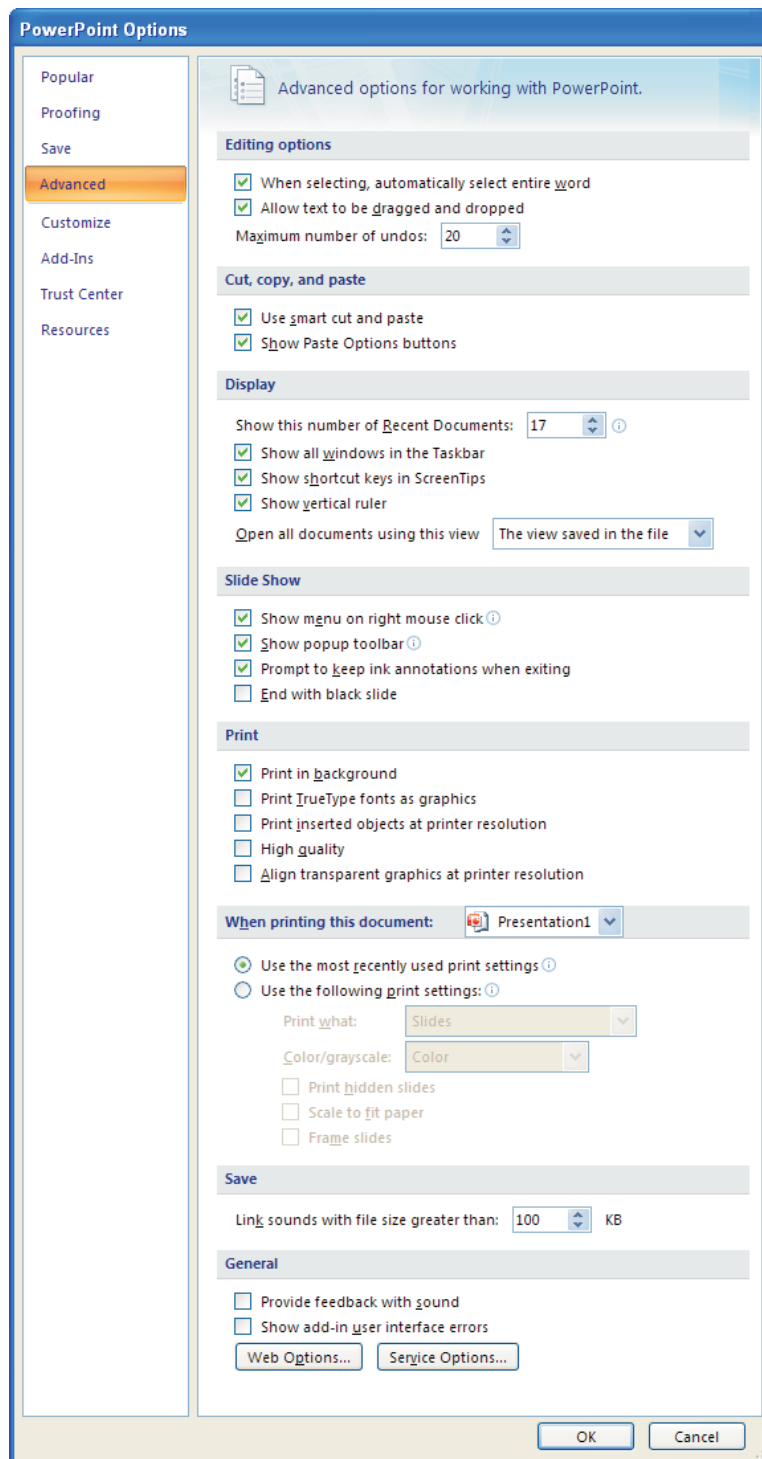 PowerPoint Options
Popular
Proofing
Save
Advanced
Customize
Add-Ins
Trust Center
Resources
Advanced options for working with PowerPoint.
Editing options
When selecting, automatically select entire word
Allow text to be dragged and dropped
Maximum number of undos: 20
Cut, copy, and paste
Use smart cut and paste
Show Paste Options buttons
Display
Show this number of Recent Documents: 17
Show all windows in the Taskbar
Show shortcut keys in ScreenTips
Show vertical ruler
Open all documents using this view The view saved in the file
Slide Show
Show menu on right mouse click
Show popup toolbar
Prompt to keep ink annotations when exiting
End with black slide
Print
Print in background
Print TrueType fonts as graphics
Print inserted objects at printer resolution
High quality
Align transparent graphics at printer resolution
When printing this document: Presentation1
Use the most recently used print settings
Use the following print settings:
Print what: Slides
Color/grayscale: Color
Print hidden slides
Scale to fit paper
Frame slides
Save
Link sounds with file size greater than: 100 KB
General
Provide feedback with sound
Show add-in user interface errors
Web Options... Service Options...
OK Cancel